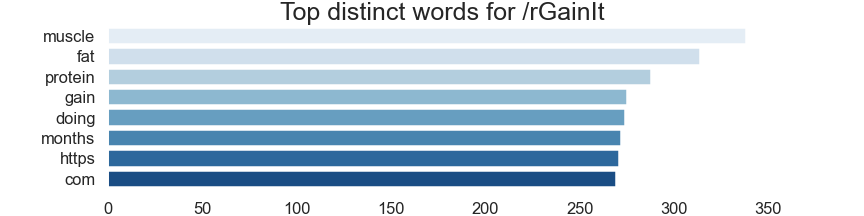 Top distinct words for /rGainIt
muscle
fat
protein
gain
doing
months
https
com
0 50 100 150 200 250 300 350